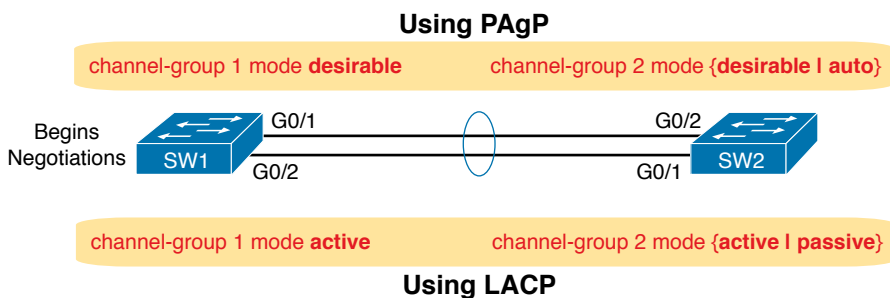 Using PAgP
channel-group 1 mode desirable
channel-group 2 mode {desirable | auto}
G0/1
G0/2
Begins
Negotiations
SW1
SW2
G0/2
G0/1
channel-group 1 mode active
channel-group 2 mode {active | passive}
Using LACP